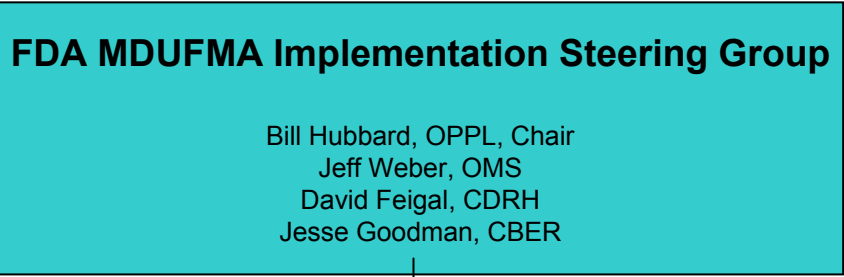 FDA MDUFMA Implementation Steering Group
Bill Hubbard, OPPL, Chair
Jeff Weber, OMS
David Feigal, CDRH
Jesse Goodman, CBER